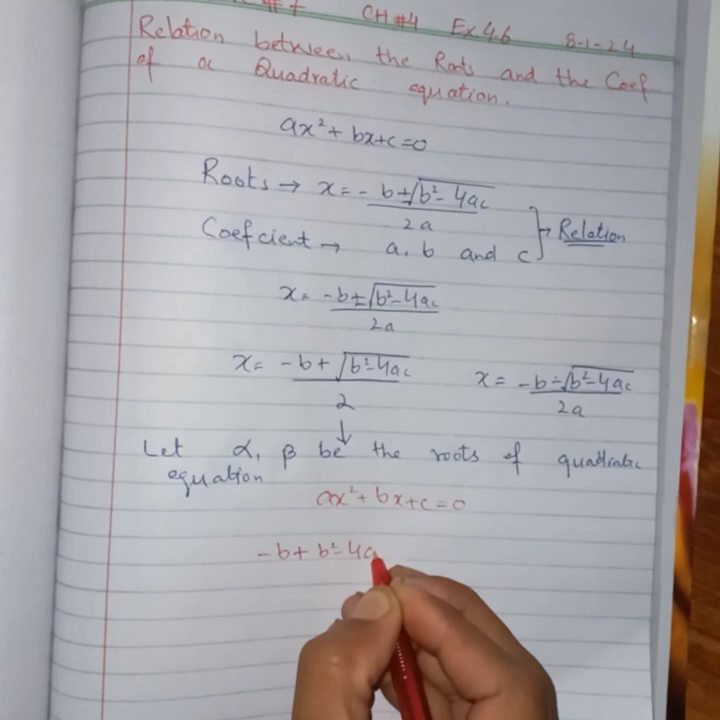 CH #4 Ex 4.6 8-1-24
Relation between the Roots and the Coef
of a Quadratic equation.
ax² + bx+c=0
Roots → x = -b±√b²-4ac / 2a
Coefcient → a, b and c } → Relation
x = -b±√b²-4ac / 2a
x = -b + √b²-4ac / 2 x = -b-√b²-4ac / 2a
↓
Let α, β be the roots of quadratic
equation
ax² + bx+c=0
-b+ b²-4a